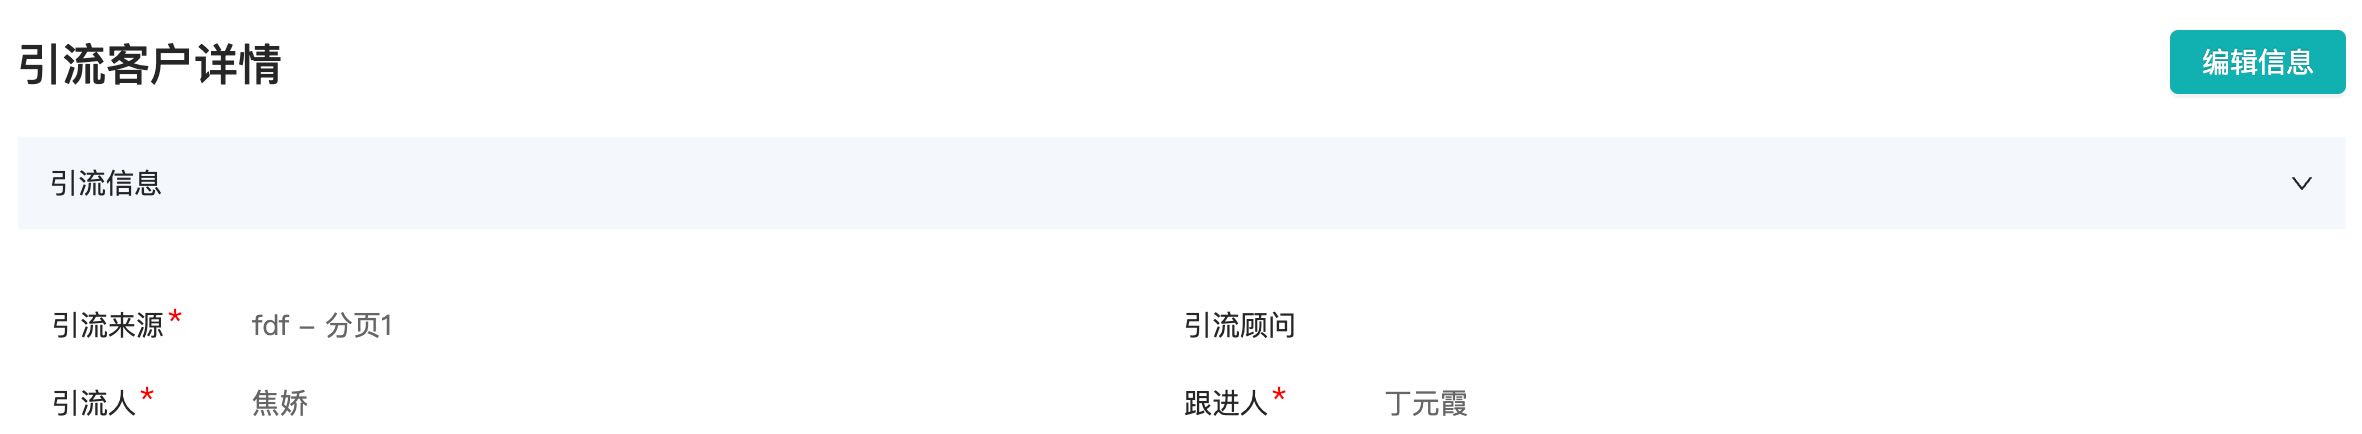 引流客户详情
编辑信息
引流信息
引流来源* fdf - 分页1
引流顾问
引流人* 焦娇
跟进人* 丁元霞